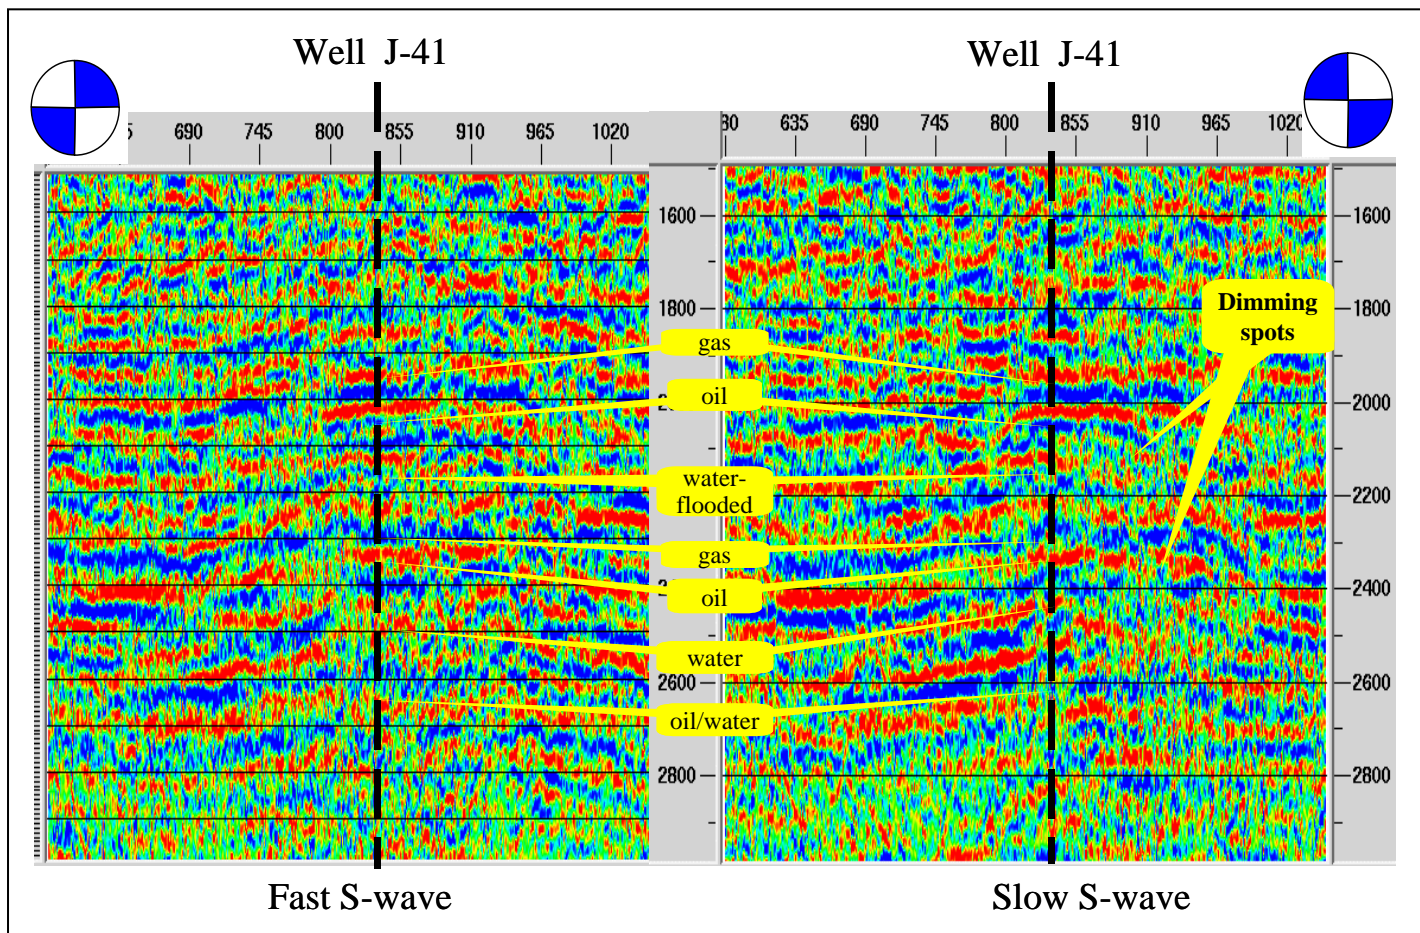 Well J-41
Well J-41
690 745 800 855 910 965 1020
635 690 745 800 855 910 965 1020
1600
1600
1800
1800
Dimming
spots
gas
oil
2000
water-
flooded
2200
2200
gas
oil
2400
water
2600
2600
oil/water
2800
2800
Fast S-wave
Slow S-wave